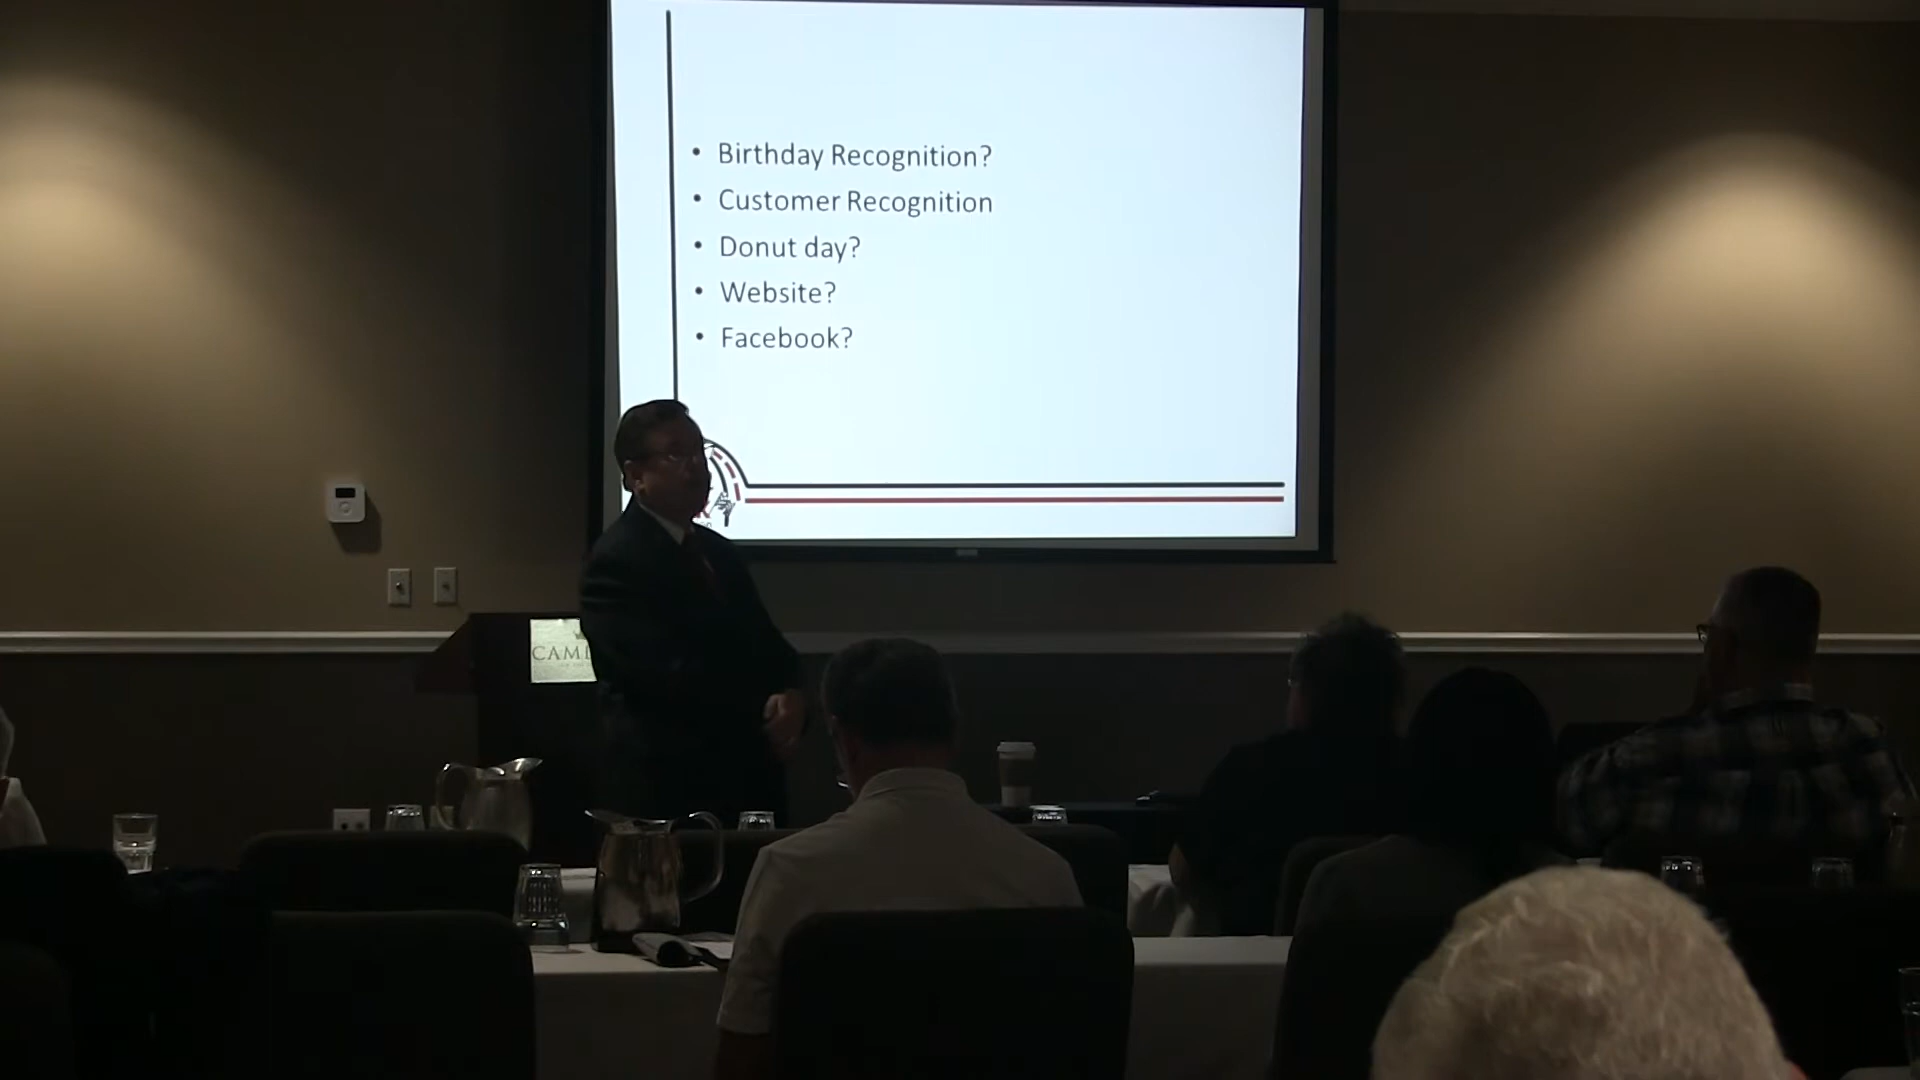 • Birthday Recognition?
• Customer Recognition
• Donut day?
• Website?
• Facebook?